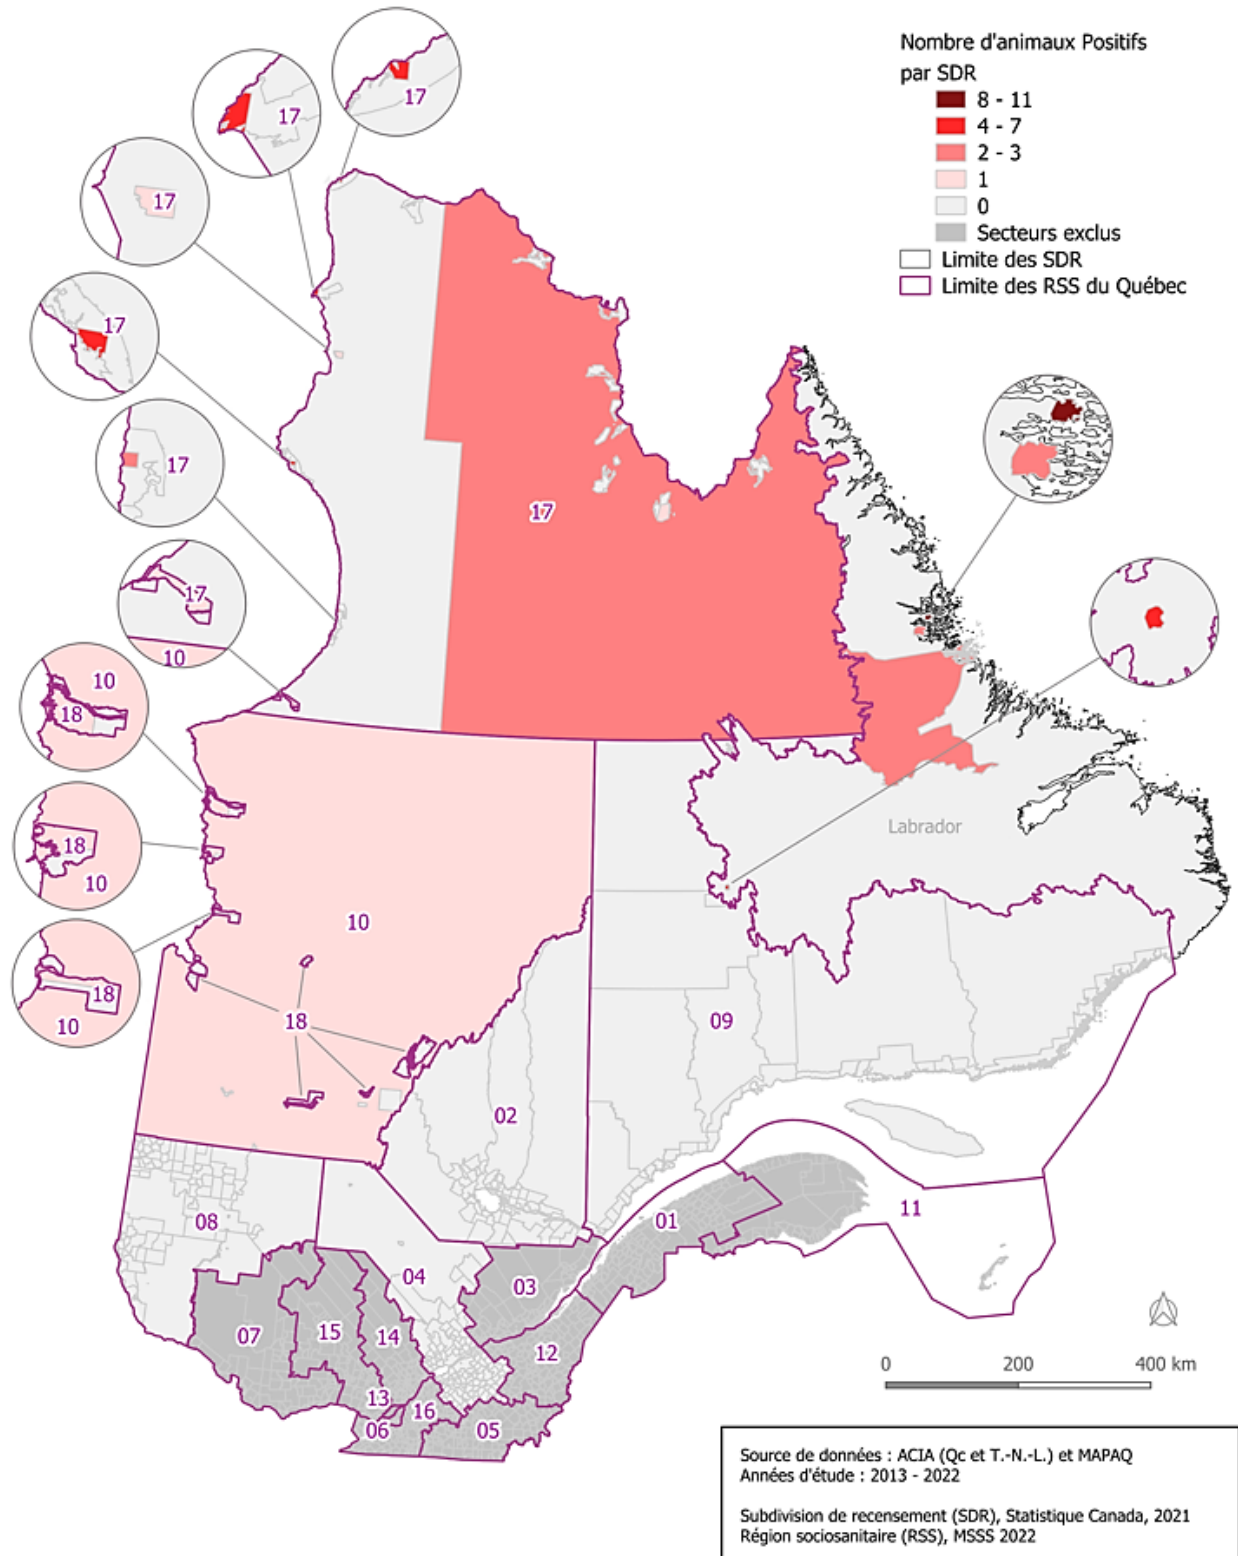 Nombre d'animaux Positifs
par SDR
8 - 11
4 - 7
2 - 3
1
0
Secteurs exclus
Limite des SDR
Limite des RSS du Québec
17
17
17
17
17
17
10
10
18
18
10
18
10
17
Labrador
10
18
09
02
08
01
11
04
03
07
15
14
12
13
16
06
05
0 200 400 km
Source de données : ACIA (Qc et T.-N.-L.) et MAPAQ
Années d'étude : 2013 - 2022
Subdivision de recensement (SDR), Statistique Canada, 2021
Région sociosanitaire (RSS), MSSS 2022